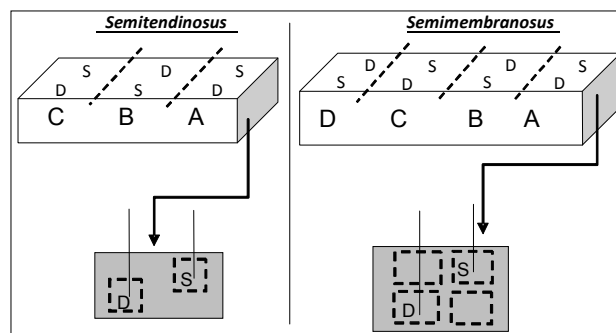 Semitendinosus
S D S
D S D
C B A
S
D
Semimembranosus
D S D S
S D S D
D C B A
S
D